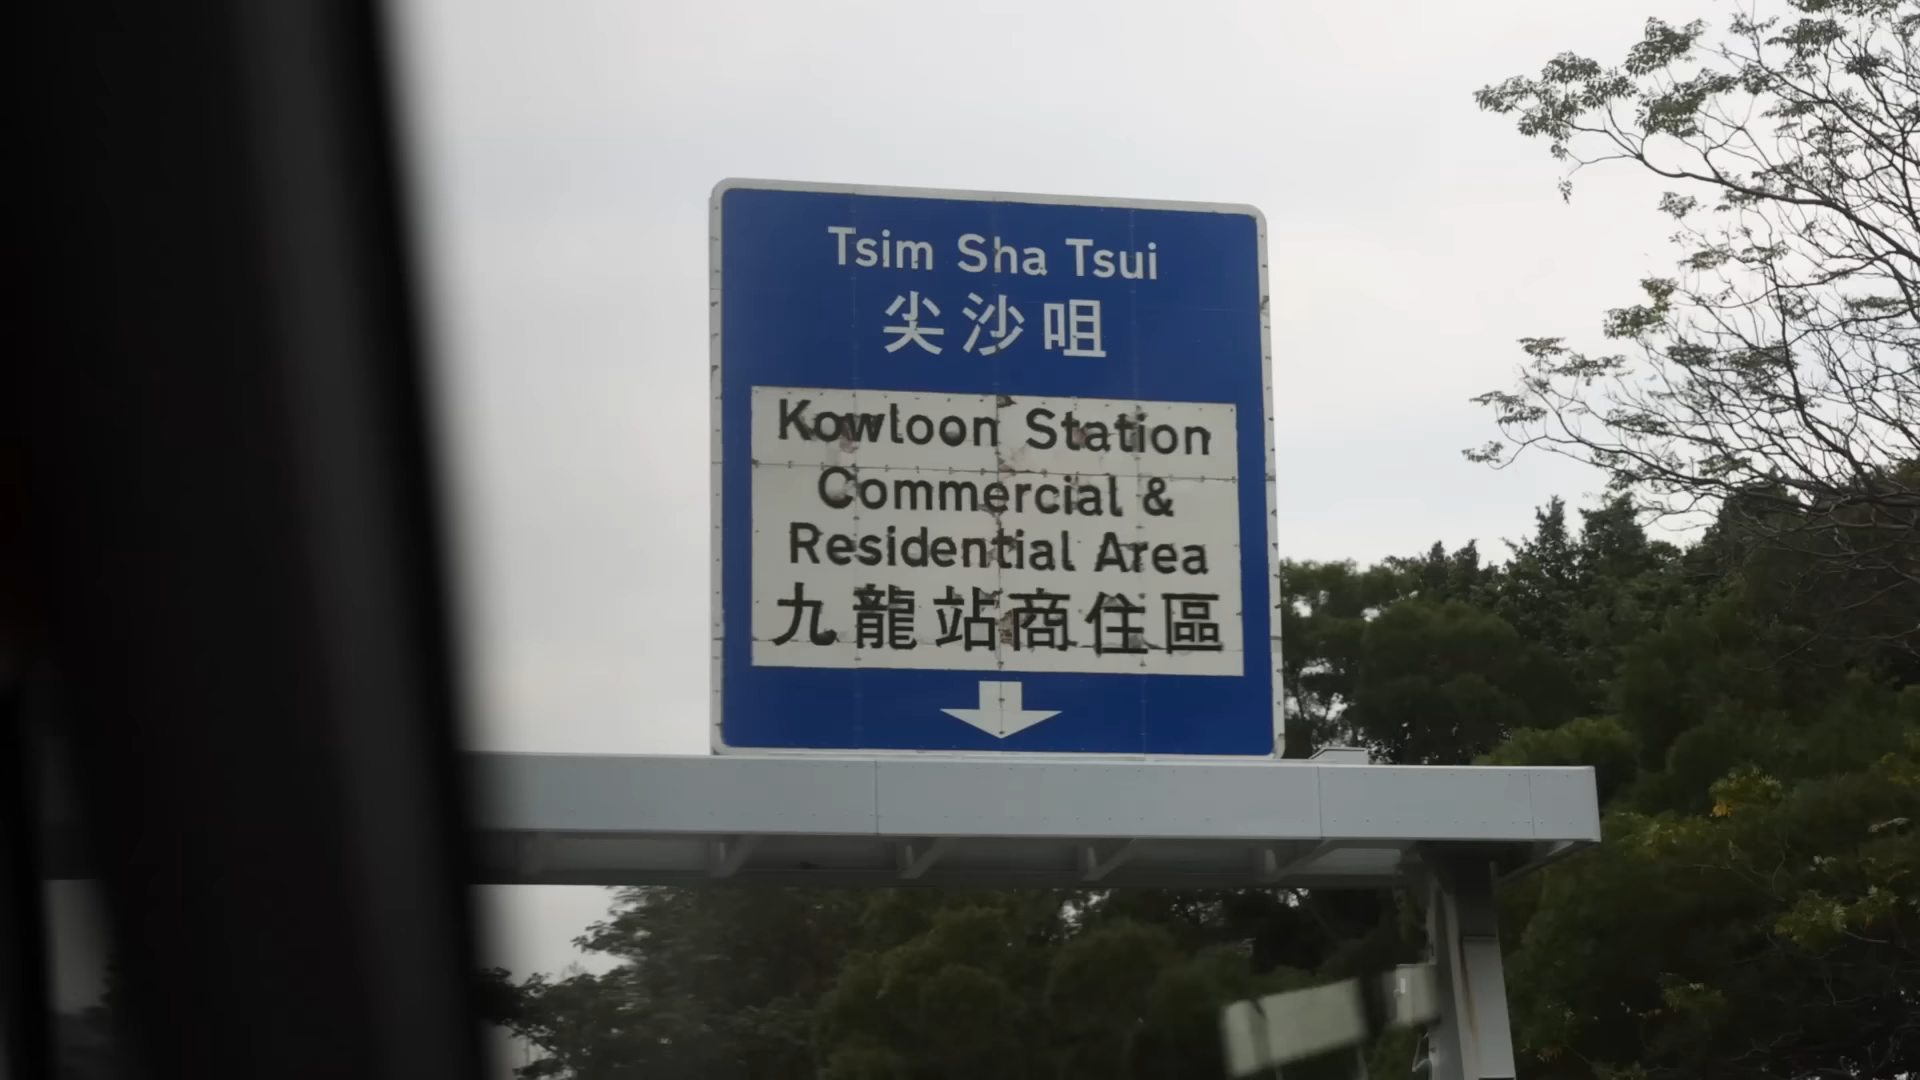 Tsim Sha Tsui
尖沙咀
Kowloon Station
Commercial &
Residential Area
九龍站商住區